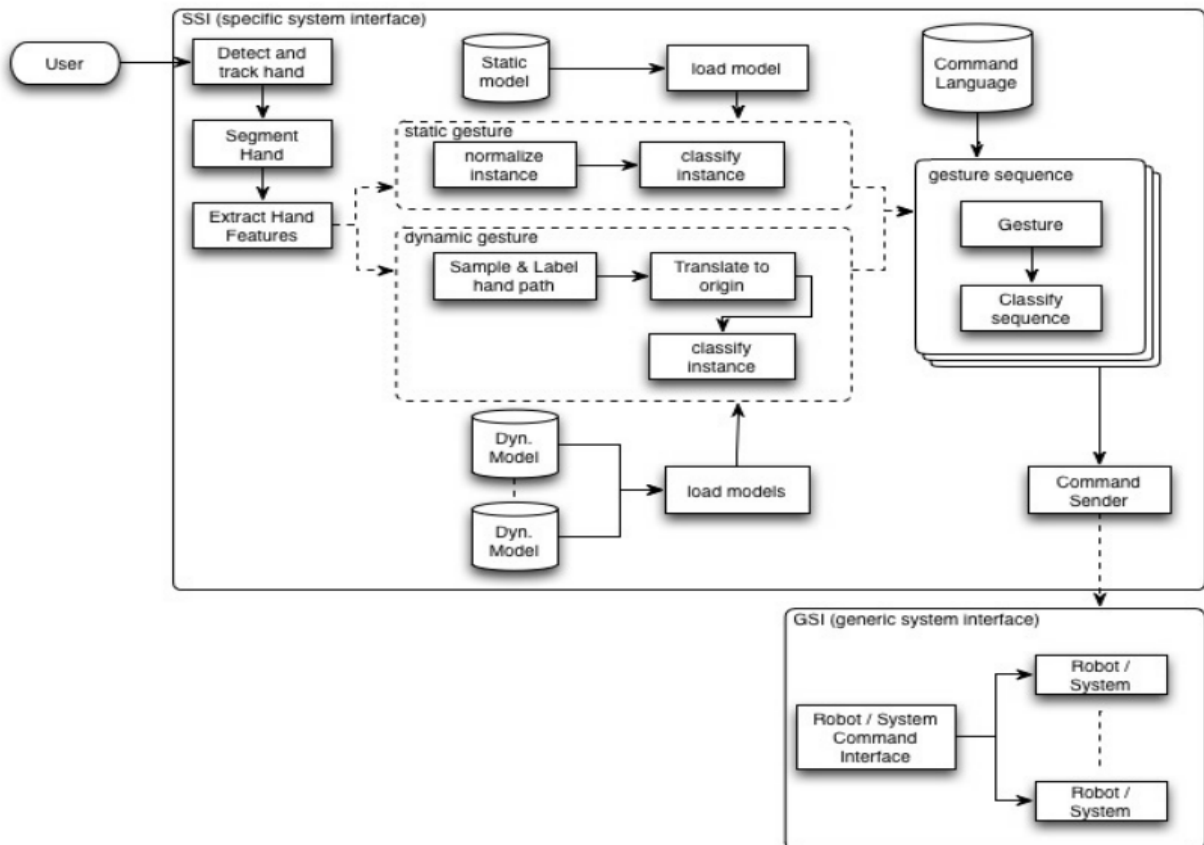 SSI (specific system interface)
User
Detect and
track hand
Segment
Hand
Extract Hand
Features
Static
model
load model
static gesture
normalize
instance
classify
instance
dynamic gesture
Sample & Label
hand path
Translate to
origin
classify
instance
Dyn.
Model
Dyn.
Model
load models
Command
Language
gesture sequence
Gesture
Classify
sequence
Command
Sender
GSI (generic system interface)
Robot / System
Command
Interface
Robot /
System
Robot /
System